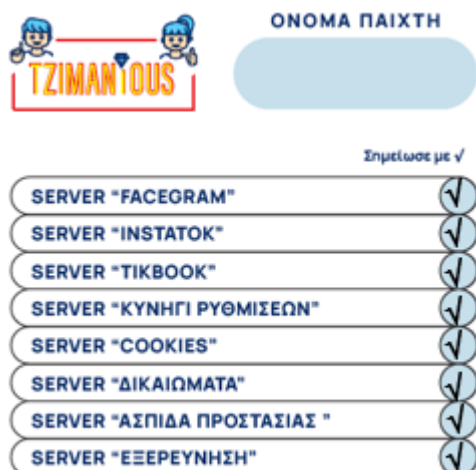 TZIMANIOUS
ΟΝΟΜΑ ΠΑΙΧΤΗ
Σημείωσε με √
SERVER “FACEGRAM” √
SERVER “INSTATOK” √
SERVER “TIKBOOK” √
SERVER “ΚΥΝΗΓΙ ΡΥΘΜΙΣΕΩΝ” √
SERVER “COOKIES” √
SERVER “ΔΙΚΑΙΩΜΑΤΑ” √
SERVER “ΑΣΠΙΔΑ ΠΡΟΣΤΑΣΙΑΣ ” √
SERVER “ΕΞΕΡΕΥΝΗΣΗ” √